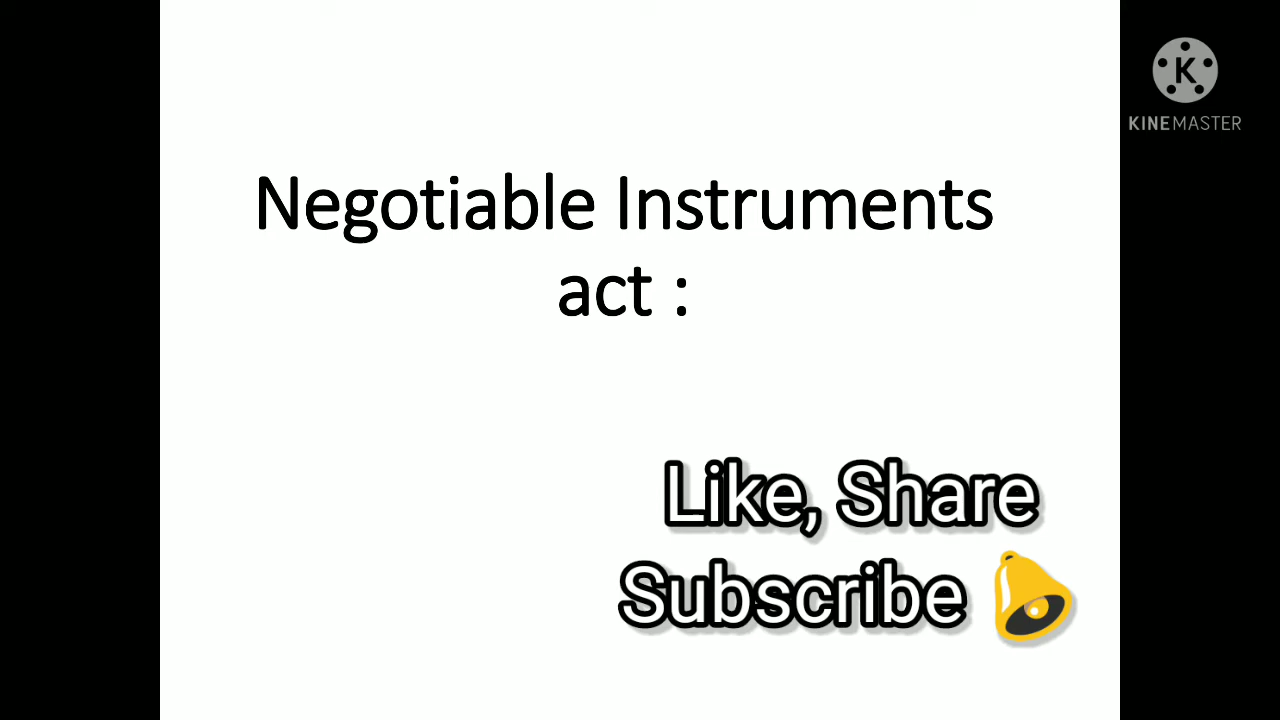 K
KINEMASTER
Negotiable Instruments
act :
Like, Share
Subscribe 🔔